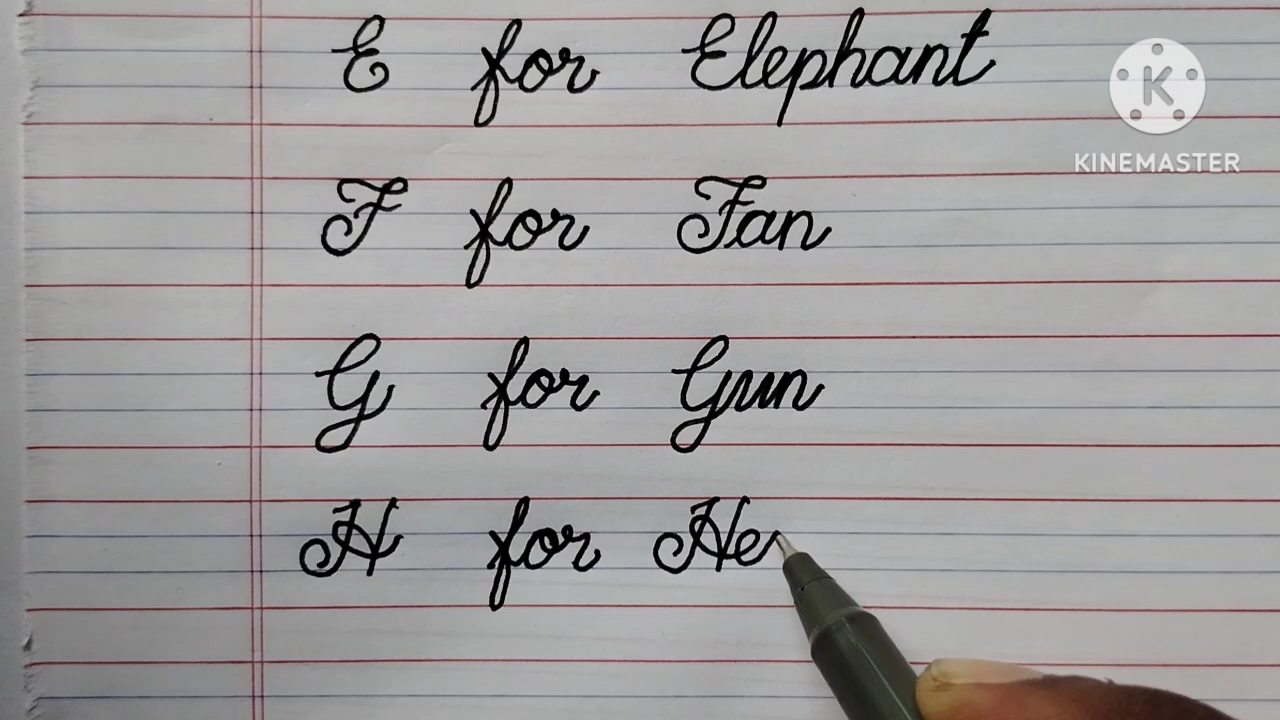 E for Elephant
KINEMASTER
F for Fan
G for Gun
H for He